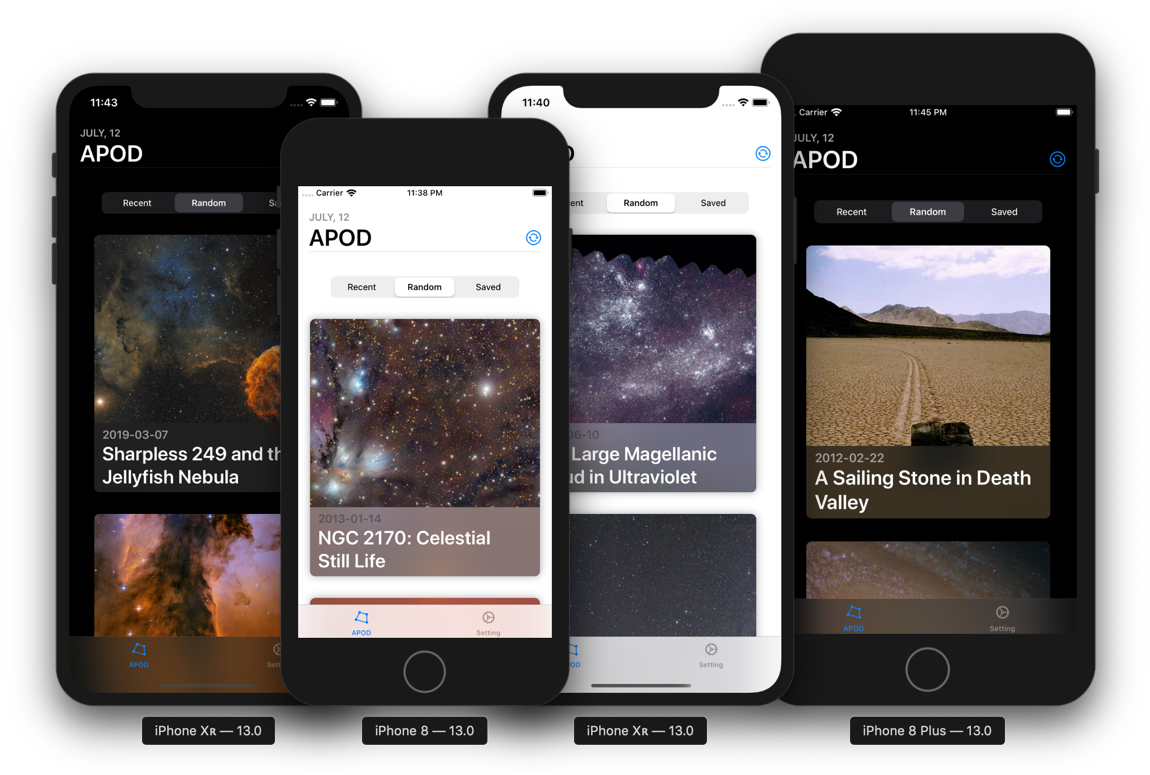 11:43
JULY, 12
APOD
Recent
Random
Sa
2019-03-07
Sharpless 249 and th
Jellyfish Nebula
APOD
Sett
iPhone XR — 13.0
Carrier
11:38 PM
JULY, 12
APOD
Recent
Random
Saved
2013-01-14
NGC 2170: Celestial
Still Life
APOD
Setting
iPhone 8 — 13.0
11:40
D
ent
Random
Saved
06-10
Large Magellanic
ud in Ultraviolet
POD
Setting
iPhone XR — 13.0
Carrier
11:45 PM
JULY, 12
APOD
Recent
Random
Saved
2012-02-22
A Sailing Stone in Death
Valley
APOD
Setting
iPhone 8 Plus — 13.0